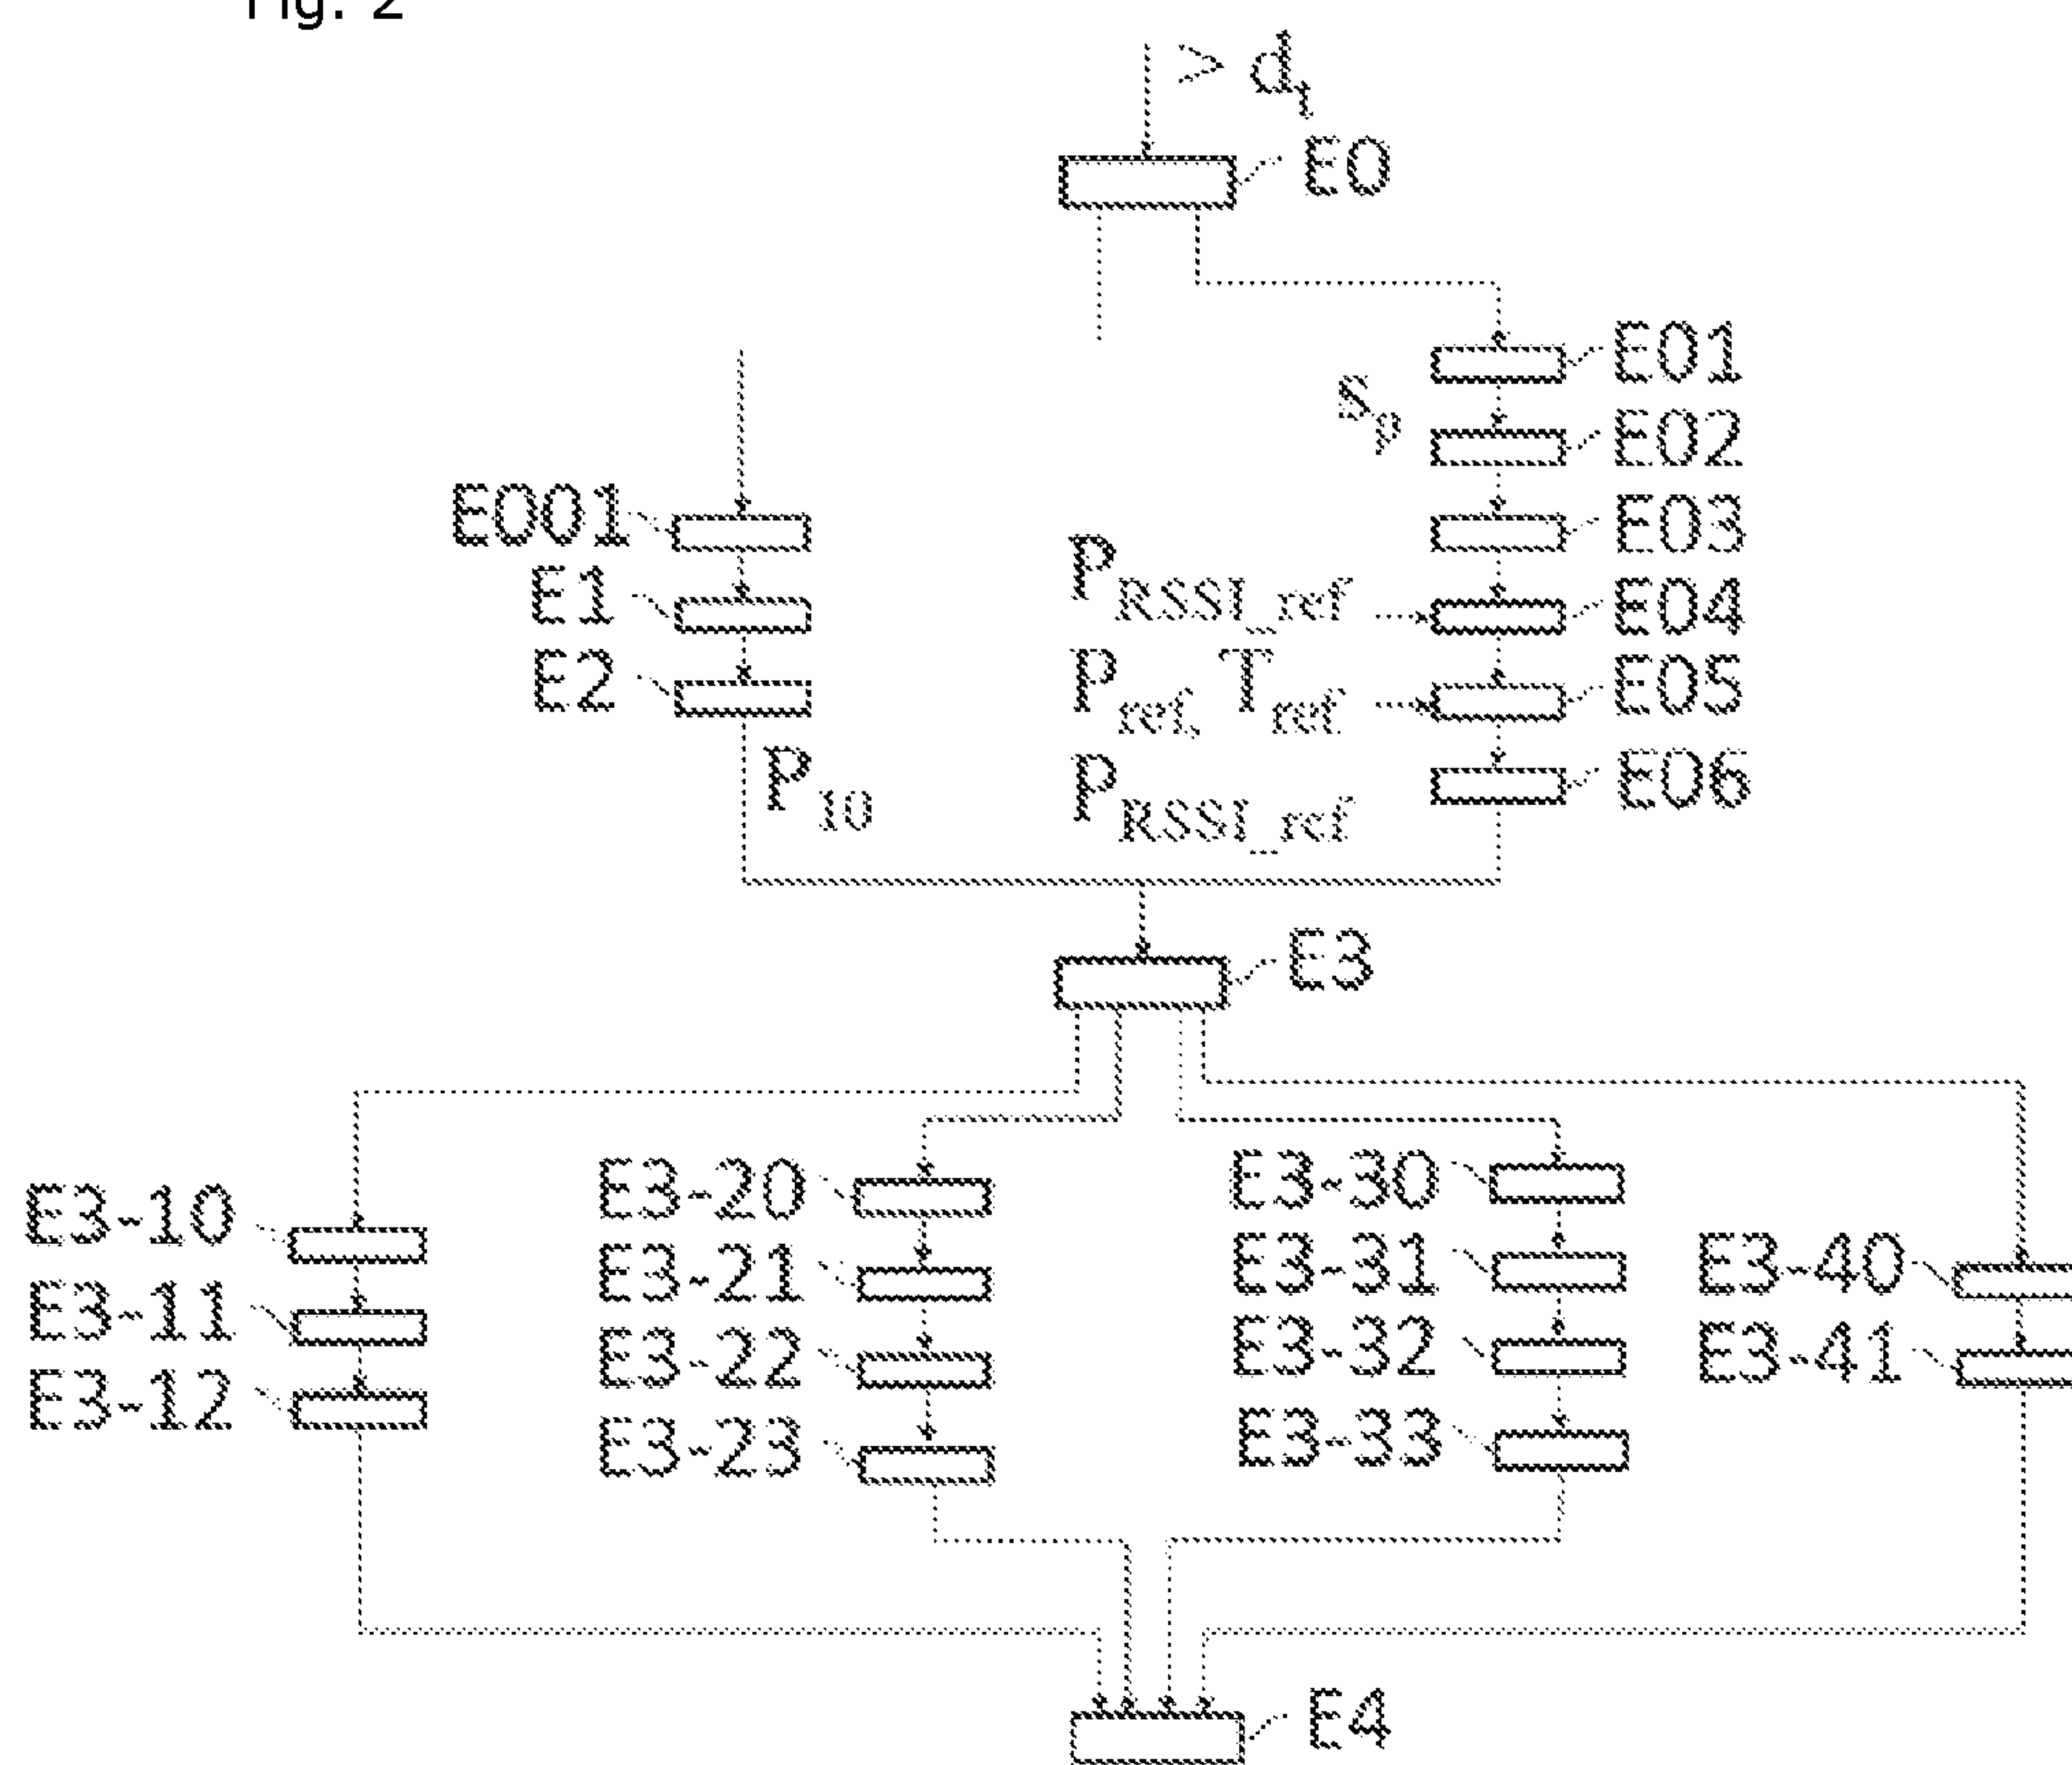 Fig. 2
> d_t
E0
E01
s_p
E02
E001
E03
E1
P_RSSI_ref
E04
E2
P_ref, T_ref
E05
P_10
P_RSSI_ref
E06
E3
E3-10
E3-11
E3-12
E3-20
E3-21
E3-22
E3-23
E3-30
E3-31
E3-32
E3-33
E3-40
E3-41
E4